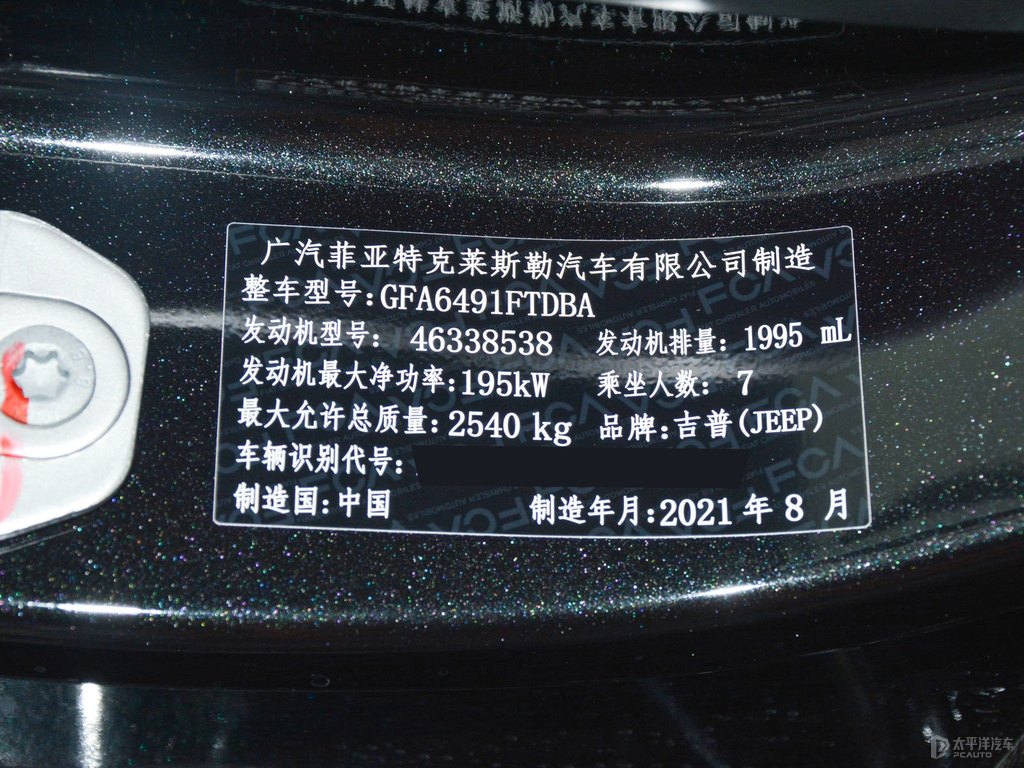 广汽菲亚特克莱斯勒汽车有限公司制造
整车型号:GFA6491FTDBA
发动机型号: 46338538 发动机排量: 1995 mL
发动机最大净功率:195kW 乘坐人数: 7
最大允许总质量:2540 kg 品牌:吉普(JEEP)
车辆识别代号:
制造国:中国 制造年月:2021 年 8 月
太平洋汽车
PCAUTO